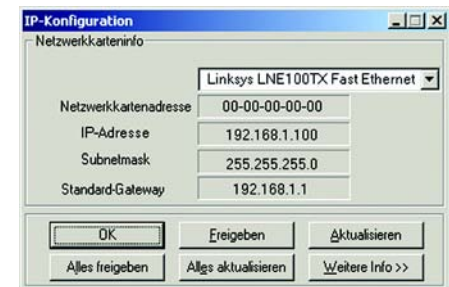 IP-Konfiguration
Netzwerkkarteninfo
Linksys LNE100TX Fast Ethernet
Netzwerkkartenadresse 00-00-00-00-00
IP-Adresse 192.168.1.100
Subnetmask 255.255.255.0
Standard-Gateway 192.168.1.1
OK Freigeben Aktualisieren
Alles freigeben Alles aktualisieren Weitere Info >>